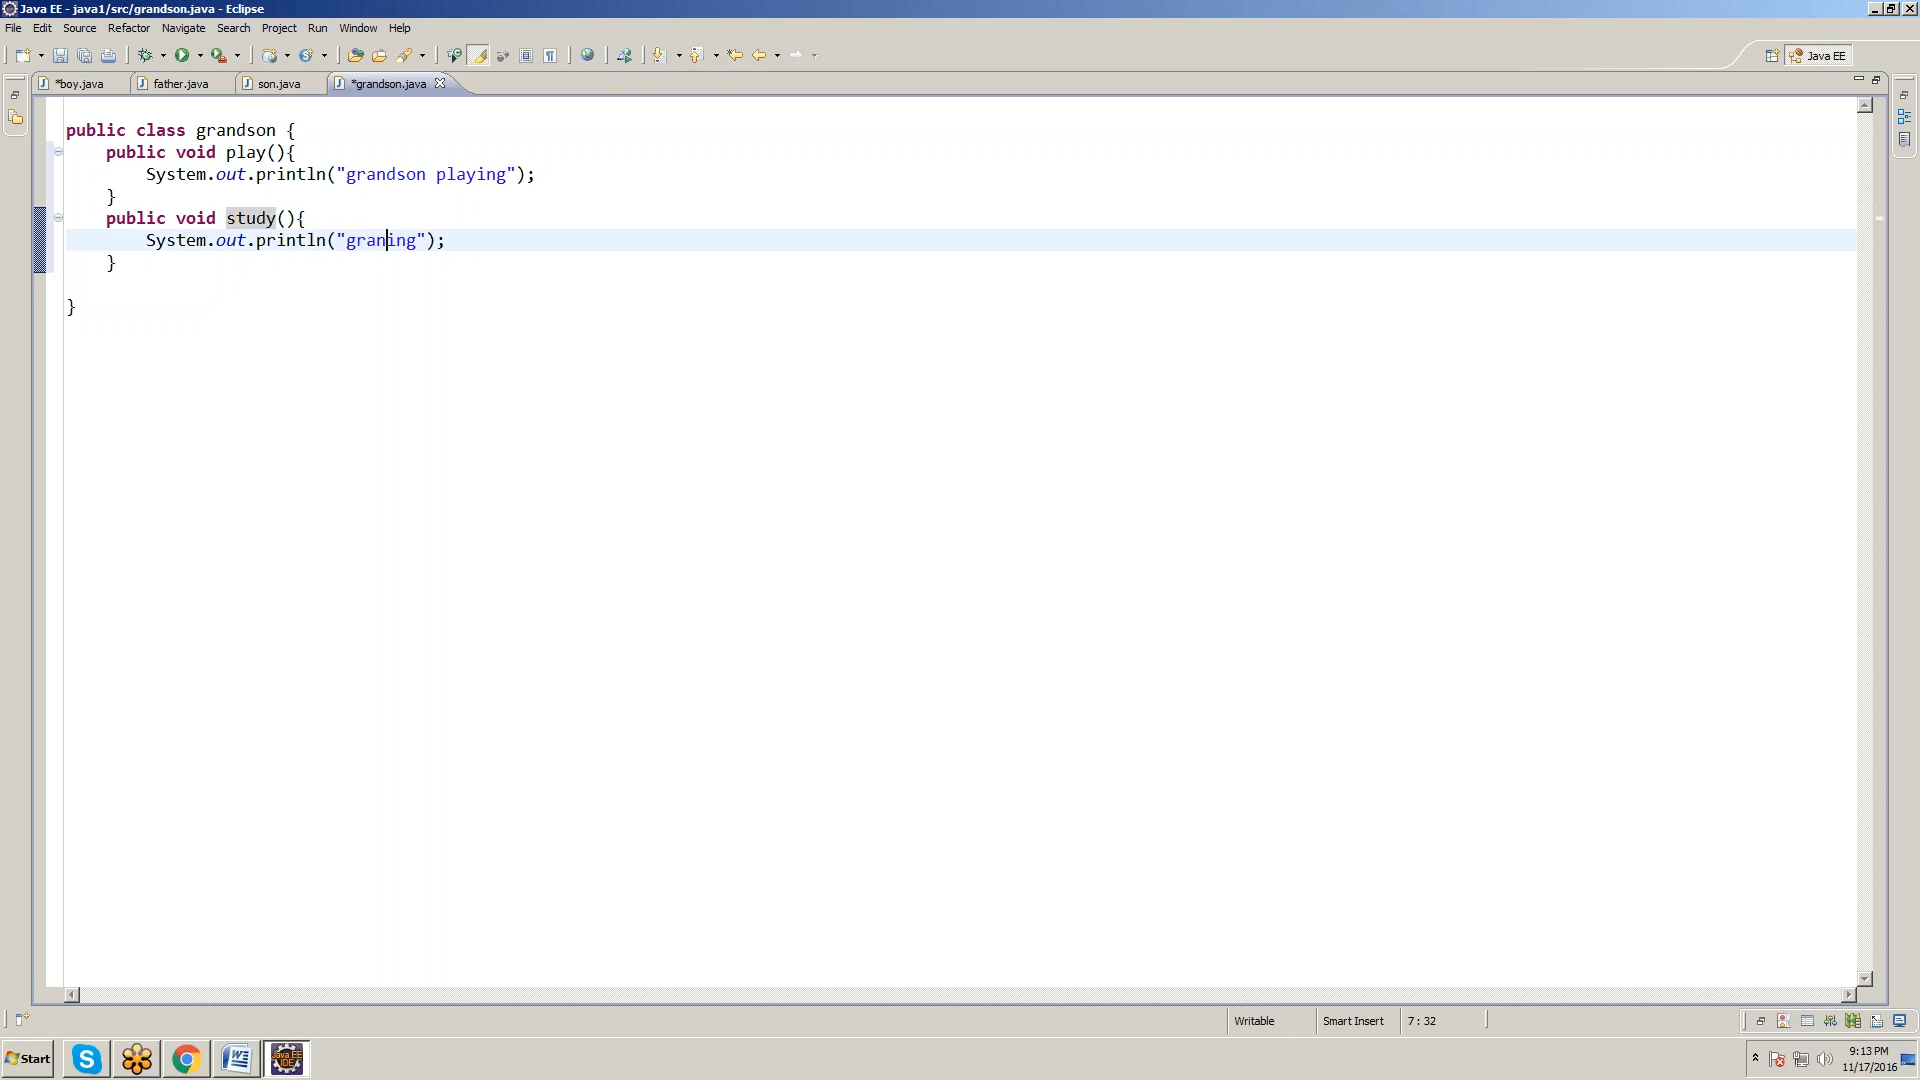 Java EE - java1/src/grandson.java - Eclipse
File Edit Source Refactor Navigate Search Project Run Window Help
Java EE
*boy.java father.java son.java *grandson.java
public class grandson {
public void play(){
System.out.println("grandson playing");
}
public void study(){
System.out.println("graning");
}
}
Writable Smart Insert 7 : 32
Start Java EE IDE 9:13 PM
11/17/2016